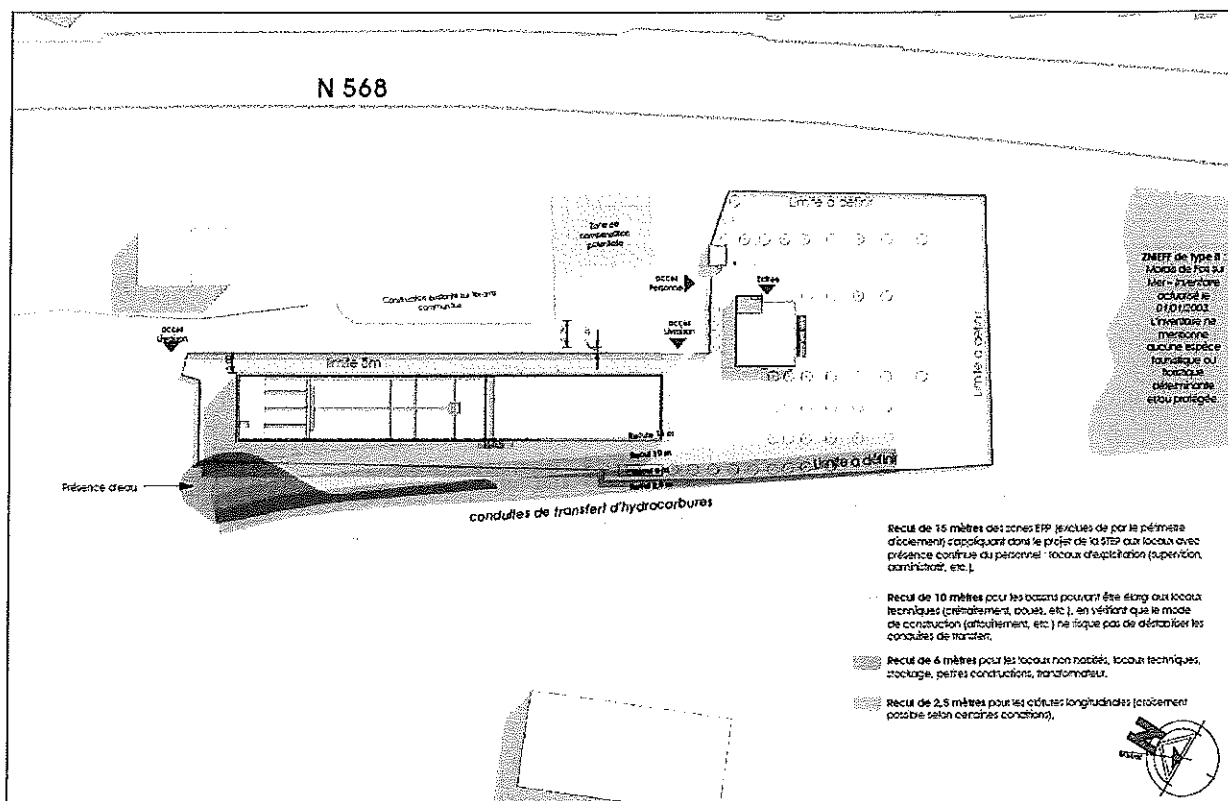 N 568
Limite à définir
Zone de
compensation
potentielle
accès
Personnel
Entrée
Construction existante sur terrains
communaux
accès
Livraison
accès
Livraison
limite 5m
Limite à définir
ZNIEFF de type II :
Marais de Fos sur
Mer - inventaire
actualisé le
01/01/2003
L'inventaire ne
mentionne
aucune espèce
faunistique ou
floristique
déterminante
et/ou protégée.
Recul 10 m
Limite à définir
Présence d'eau
conduites de transfert d'hydrocarbures
Recul de 15 mètres des zones EPP (exclues de par le périmètre
d'isolement) s'appliquant dans le projet de la STEP aux locaux avec
présence continue du personnel : locaux d'exploitation (supervision,
administratif, etc.).
Recul de 10 mètres pour les bassins pouvant être élargi aux locaux
techniques (prétraitement, boues, etc.), en vérifiant que le mode
de construction (affouillement, etc.) ne risque pas de déstabiliser les
conduites de transfert.
Recul de 6 mètres pour les locaux non habités, locaux techniques,
stockage, petites constructions, transformateur.
Recul de 2,5 mètres pour les clôtures longitudinales (croisement
possible selon certaines conditions).